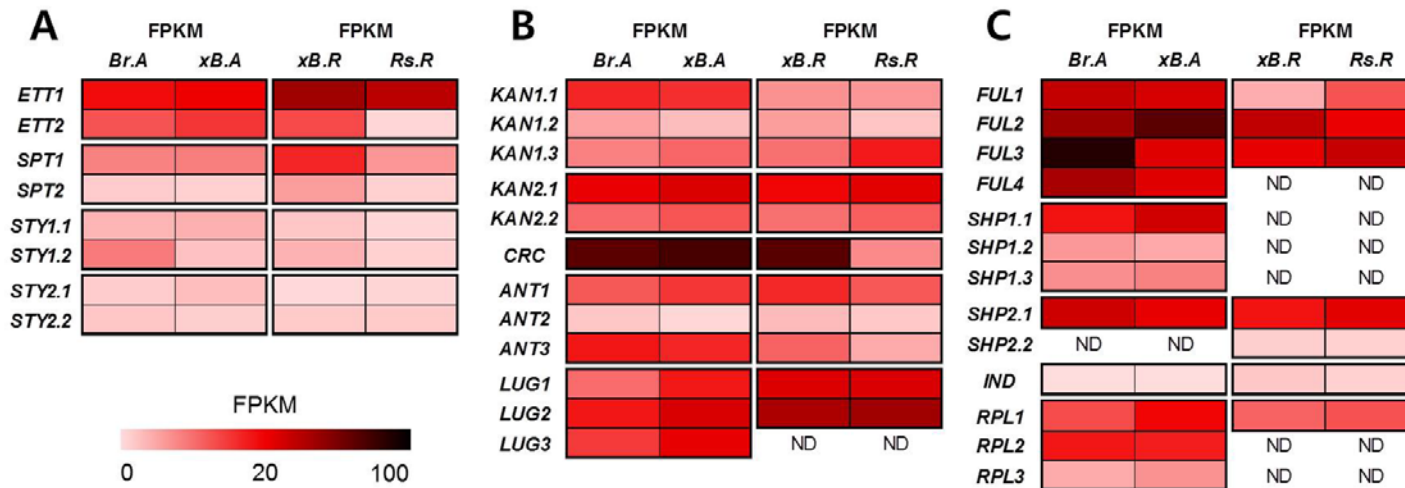 A
FPKM FPKM
Br.A xB.A xB.R Rs.R
ETT1
ETT2
SPT1
SPT2
STY1.1
STY1.2
STY2.1
STY2.2
FPKM
0 20 100
B
FPKM FPKM
Br.A xB.A xB.R Rs.R
KAN1.1
KAN1.2
KAN1.3
KAN2.1
KAN2.2
CRC
ANT1
ANT2
ANT3
LUG1
LUG2
LUG3 ND ND
C
FPKM FPKM
Br.A xB.A xB.R Rs.R
FUL1
FUL2
FUL3
FUL4 ND ND
SHP1.1 ND ND
SHP1.2 ND ND
SHP1.3 ND ND
SHP2.1
SHP2.2 ND ND
IND
RPL1
RPL2 ND ND
RPL3 ND ND